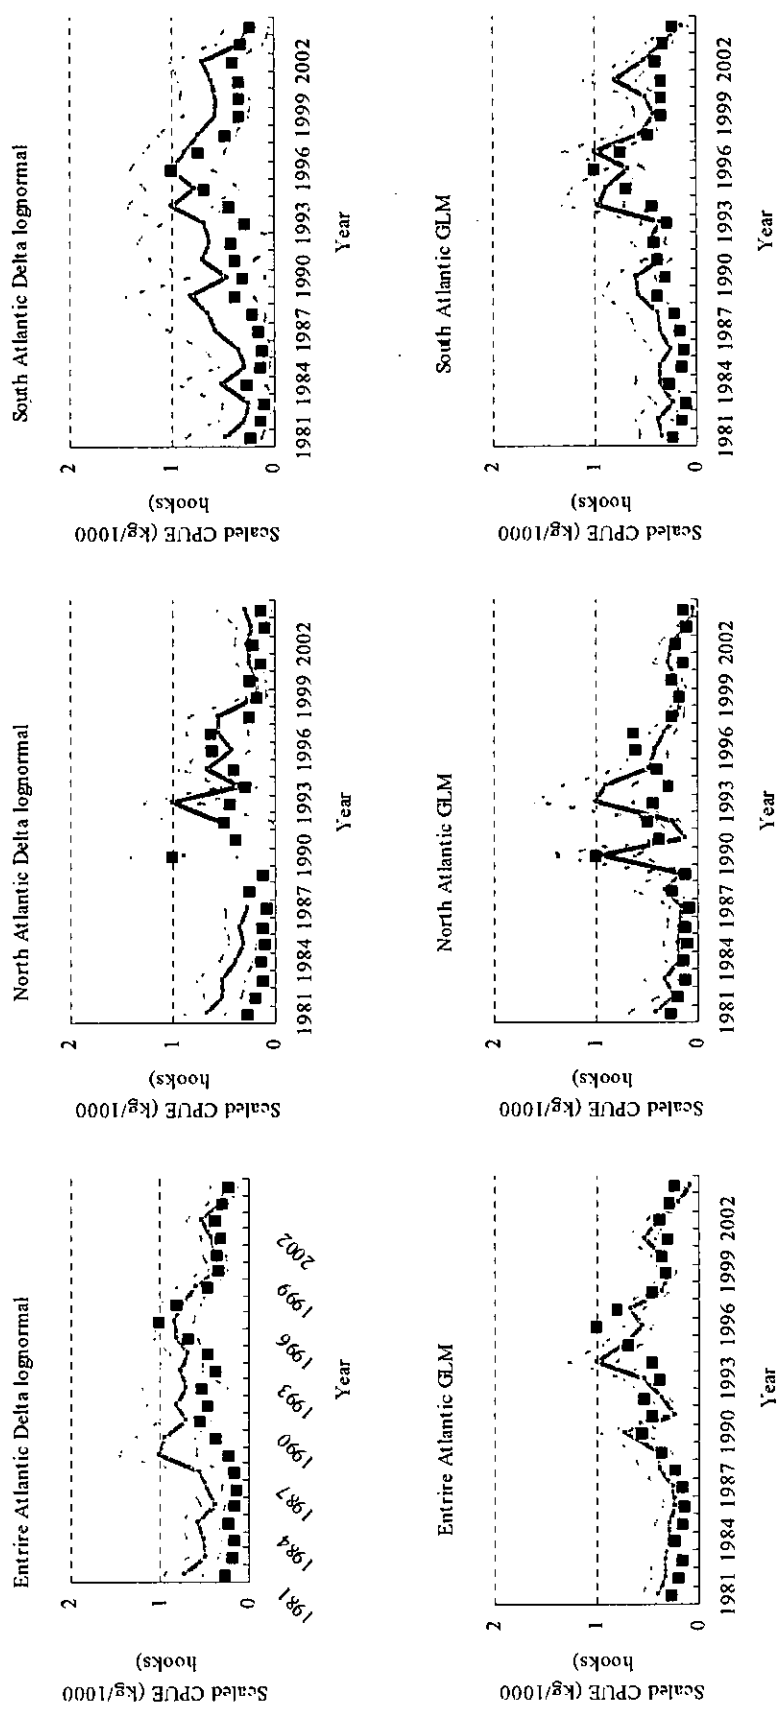 Entrire Atlantic Delta lognormal
Scaled CPUE (kg/1000
hooks)
2
1
0
1981 1984 1987 1990 1993 1996 1999 2002
Year
North Atlantic Delta lognormal
Scaled CPUE (kg/1000
hooks)
2
1
0
1981 1984 1987 1990 1993 1996 1999 2002
Year
South Atlantic Delta lognormal
Scaled CPUE (kg/1000
hooks)
2
1
0
1981 1984 1987 1990 1993 1996 1999 2002
Year
Entrire Atlantic GLM
Scaled CPUE (kg/1000
hooks)
2
1
0
1981 1984 1987 1990 1993 1996 1999 2002
Year
North Atlantic GLM
Scaled CPUE (kg/1000
hooks)
2
1
0
1981 1984 1987 1990 1993 1996 1999 2002
Year
South Atlantic GLM
Scaled CPUE (kg/1000
hooks)
2
1
0
1981 1984 1987 1990 1993 1996 1999 2002
Year